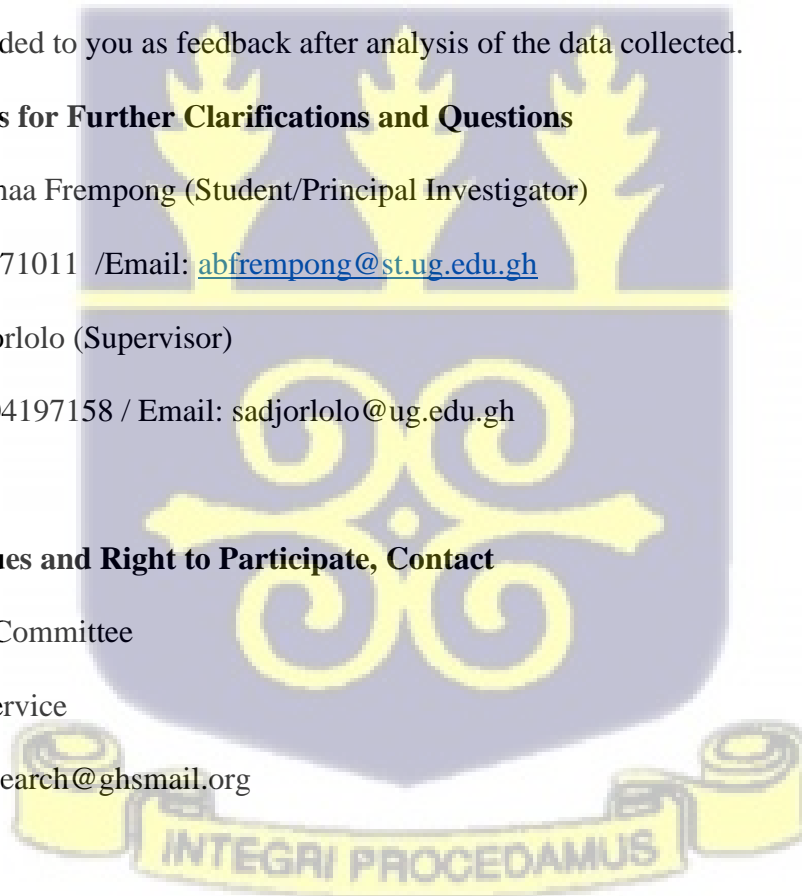 ded to you as feedback after analysis of the data collected.
s for Further Clarifications and Questions
naa Frempong (Student/Principal Investigator)
71011 /Email: abfrempong@st.ug.edu.gh
orlolo (Supervisor)
4197158 / Email: sadjorlolo@ug.edu.gh
ues and Right to Participate, Contact
Committee
ervice
earch@ghsmail.org
INTEGRI PROCEDAMUS